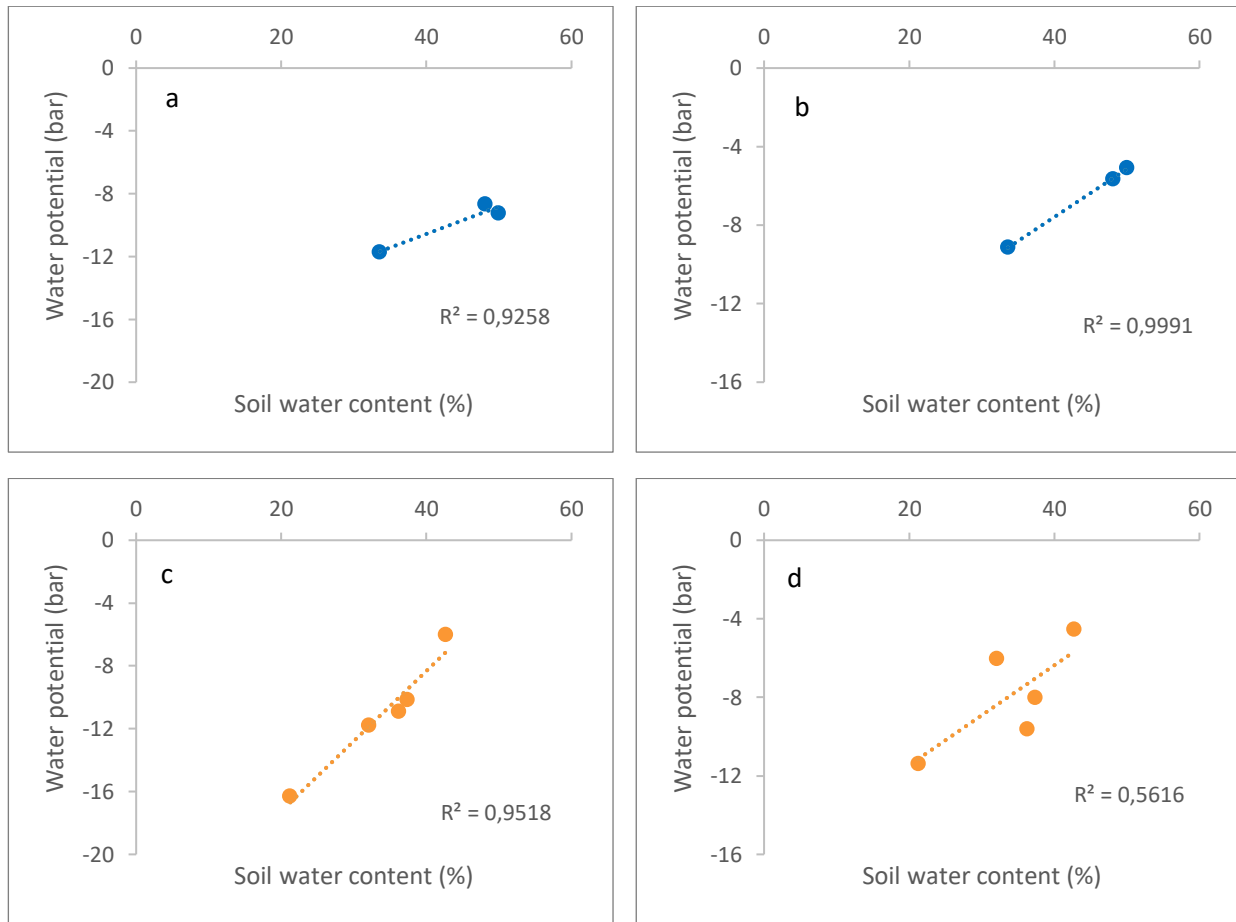 0 20 40 60
0
-4
-8
-12
-16
-20
Water potential (bar)
a
R² = 0,9258
Soil water content (%)
0 20 40 60
0
-4
-8
-12
-16
Water potential (bar)
b
R² = 0,9991
Soil water content (%)
0 20 40 60
0
-4
-8
-12
-16
-20
Water potential (bar)
c
R² = 0,9518
Soil water content (%)
0 20 40 60
0
-4
-8
-12
-16
Water potential (bar)
d
R² = 0,5616
Soil water content (%)